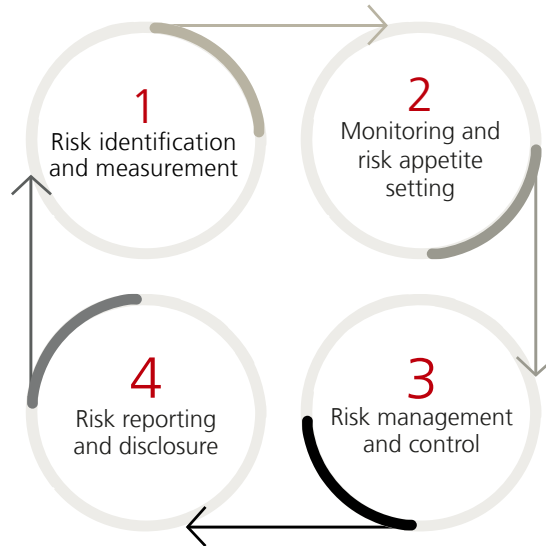 1
Risk identification
and measurement
2
Monitoring and
risk appetite
setting
3
Risk management
and control
4
Risk reporting
and disclosure